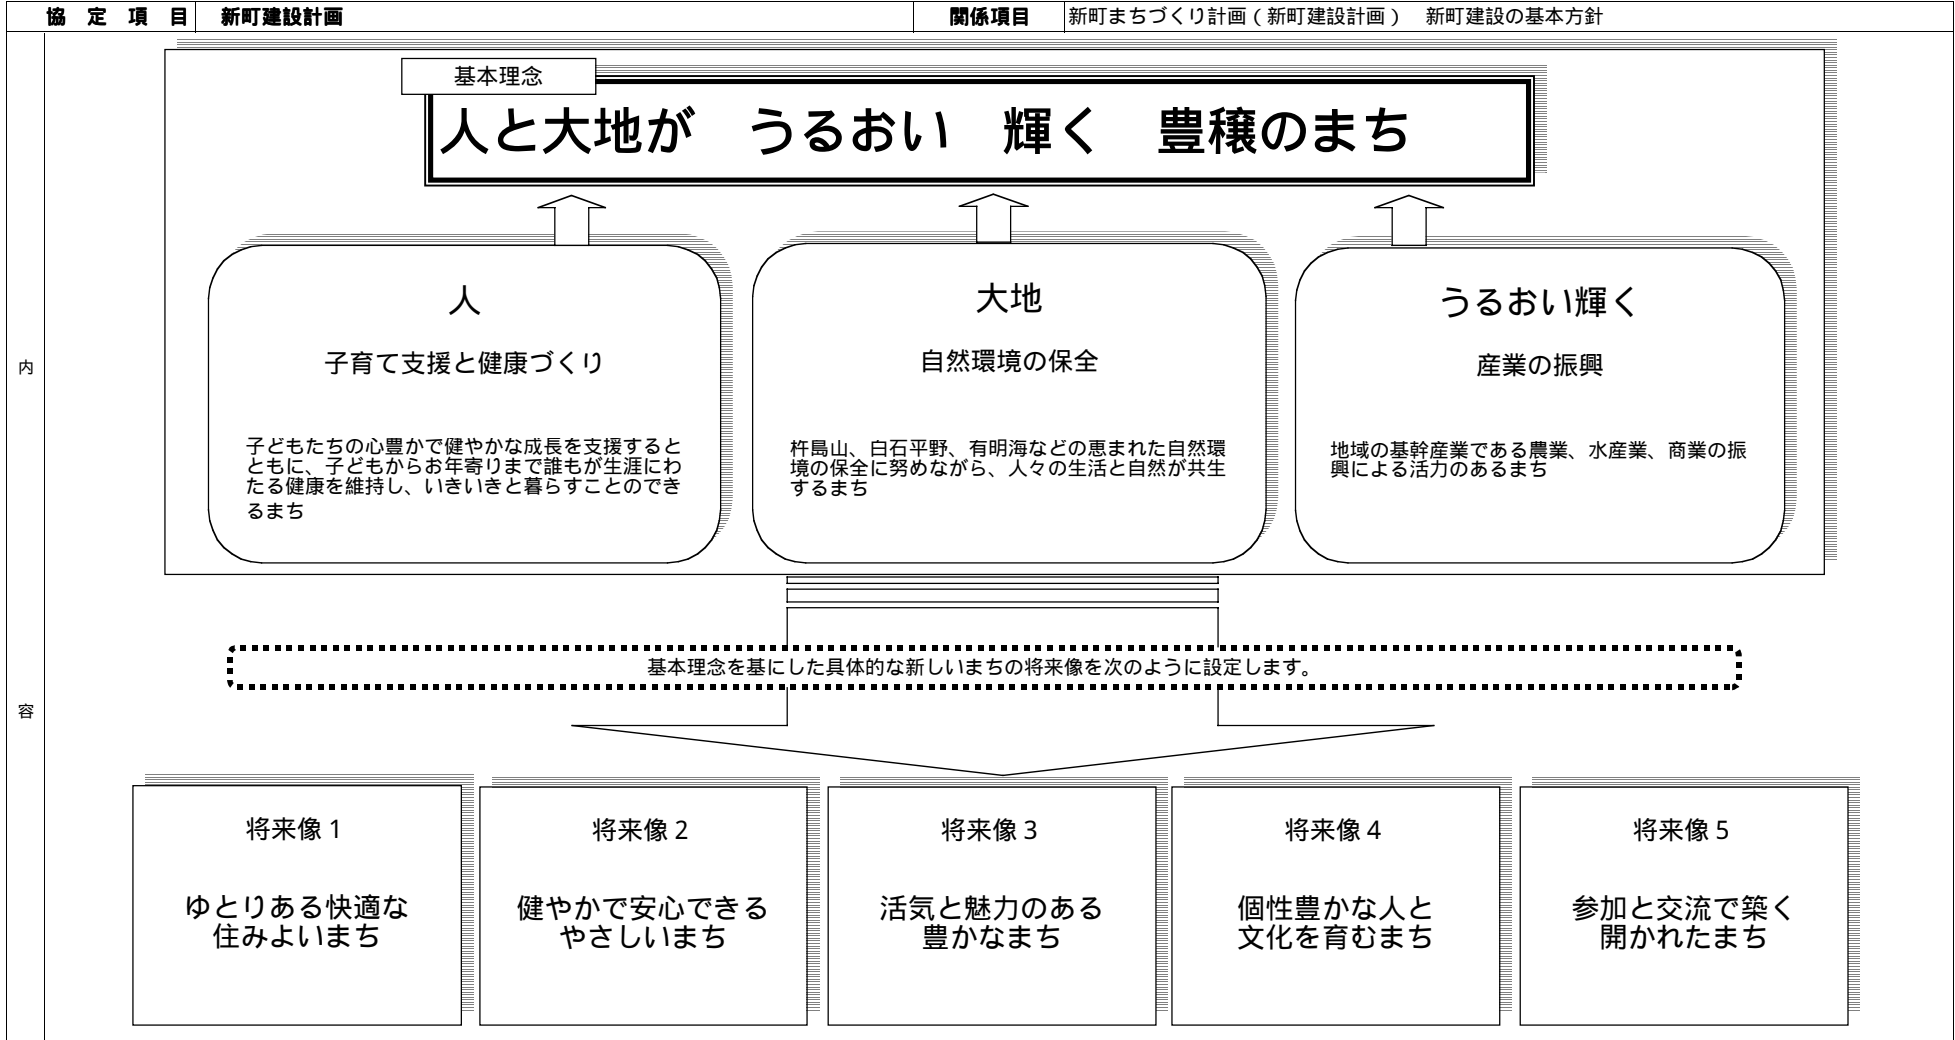 協 定 項 目 新町建設計画 関係項目 新町まちづくり計画(新町建設計画) 新町建設の基本方針
内
容
基本理念
人と大地が うるおい 輝く 豊穣のまち
人
子育て支援と健康づくり
子どもたちの心豊かで健やかな成長を支援すると
ともに、子どもからお年寄りまで誰もが生涯にわ
たる健康を維持し、いきいきと暮らすことのでき
るまち
大地
自然環境の保全
杵島山、白石平野、有明海などの恵まれた自然環
境の保全に努めながら、人々の生活と自然が共生
するまち
うるおい輝く
産業の振興
地域の基幹産業である農業、水産業、商業の振
興による活力のあるまち
基本理念を基にした具体的な新しいまちの将来像を次のように設定します。
将来像1
ゆとりある快適な
住みよいまち
将来像2
健やかで安心できる
やさしいまち
将来像3
活気と魅力のある
豊かなまち
将来像4
個性豊かな人と
文化を育むまち
将来像5
参加と交流で築く
開かれたまち